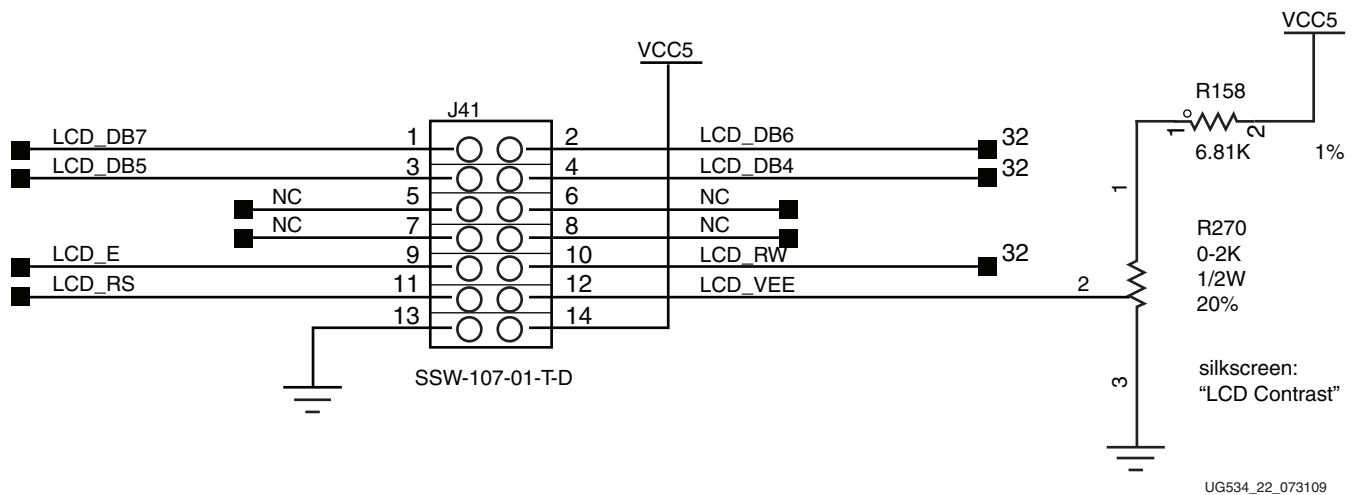 VCC5
VCC5
R158
J41
1 2
6.81K 1%
LCD_DB7 1 2 LCD_DB6 32
LCD_DB5 3 4 LCD_DB4 32
NC 5 6 NC
NC 7 8 NC
LCD_E 9 10 LCD_RW 32
LCD_RS 11 12 LCD_VEE 2
13 14
1
R270
0-2K
1/2W
20%
3
SSW-107-01-T-D
silkscreen:
“LCD Contrast”
UG534_22_073109